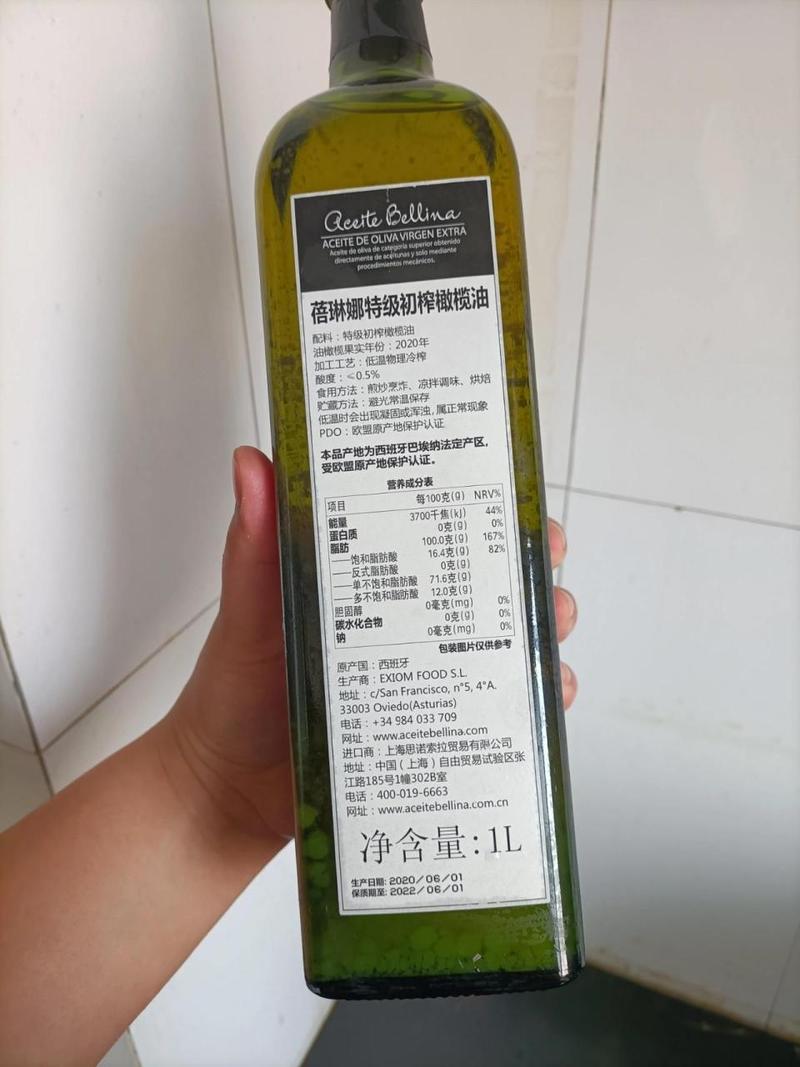 Aceite Bellina
ACEITE DE OLIVA VIRGEN EXTRA
Aceite de oliva de categoría superior obtenido
directamente de aceitunas y solo mediante
procedimientos mecánicos.
蓓琳娜特级初榨橄榄油
配料：特级初榨橄榄油
油橄榄果实年份：2020年
加工工艺：低温物理冷榨
酸度：≤0.5%
食用方法：煎炒烹炸、凉拌调味、烘焙
贮藏方法：避光常温保存
低温时会出现凝固或浑浊,属正常现象
PDO：欧盟原产地保护认证
本品产地为西班牙巴埃纳法定产区，
受欧盟原产地保护认证。
营养成分表
项目 每100克(g) NRV%
能量 3700千焦(kJ) 44%
蛋白质 0克(g) 0%
脂肪 100.0克(g) 167%
——饱和脂肪酸 16.4克(g) 82%
——反式脂肪酸 0克(g)
——单不饱和脂肪酸 71.6克(g)
——多不饱和脂肪酸 12.0克(g)
胆固醇 0毫克(mg) 0%
碳水化合物 0克(g) 0%
钠 0毫克(mg) 0%
包装图片仅供参考
原产国：西班牙
生产商：EXIOM FOOD S.L.
地址：c/San Francisco, n°5, 4°A.
33003 Oviedo(Asturias)
电话：+34 984 033 709
网址：www.aceitebellina.com
进口商：上海思诺索拉贸易有限公司
地址：中国（上海）自由贸易试验区张
江路185号1幢302B室
电话：400-019-6663
网址：www.aceitebellina.com.cn
净含量:1L
生产日期: 2020/06/01
保质期至: 2022/06/01